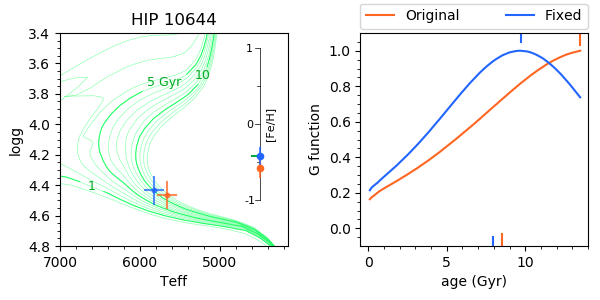 HIP 10644
3.4
3.6
3.8
4.0
4.2
4.4
4.6
4.8
logg
7000
6000
5000
Teff
5 Gyr
10
1
1
0
-1
[Fe/H]
Original
Fixed
1.0
0.8
0.6
0.4
0.2
0.0
G function
0
5
10
age (Gyr)